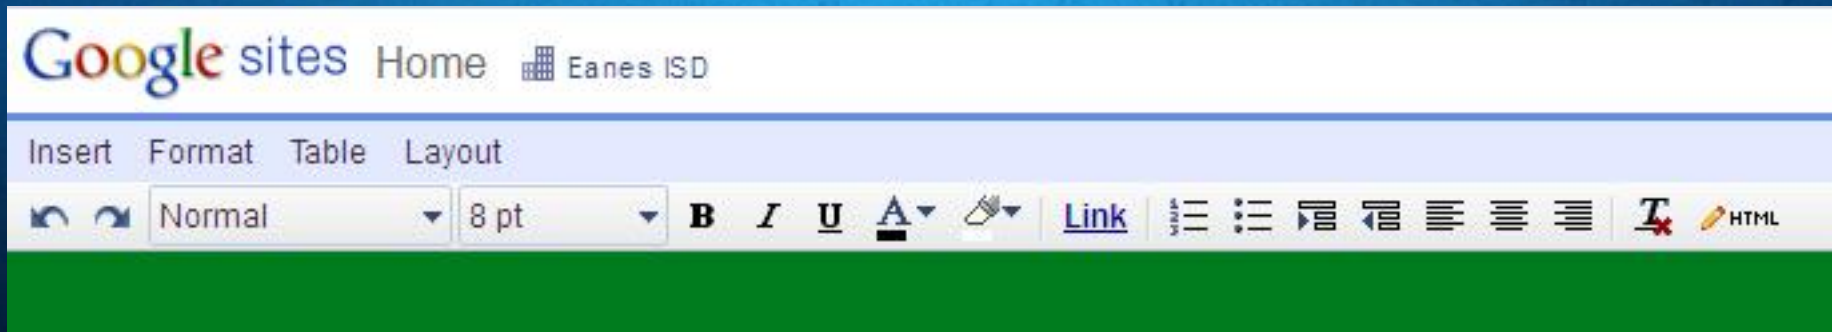 Google sites Home Eanes ISD
Insert Format Table Layout
Normal 8 pt B I U A Link T HTML